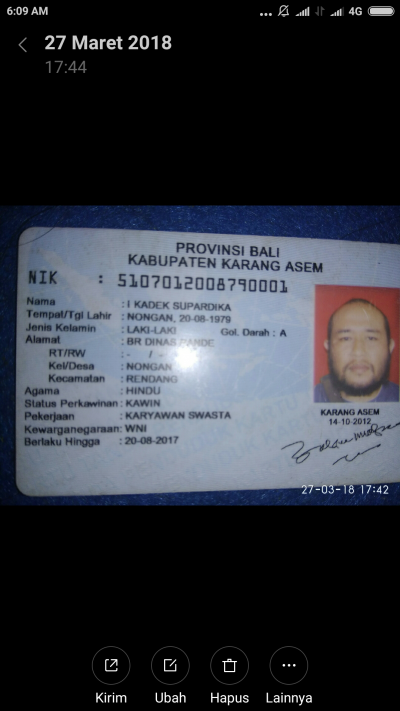 6:09 AM
4G
27 Maret 2018
17:44
PROVINSI BALI
KABUPATEN KARANG ASEM
NIK : 5107012008790001
Nama : I KADEK SUPARDIKA
Tempat/Tgl Lahir : NONGAN, 20-08-1979
Jenis Kelamin : LAKI-LAKI Gol. Darah : A
Alamat : BR DINAS PANDE
RT/RW : - / -
Kel/Desa : NONGAN
Kecamatan : RENDANG
Agama : HINDU
Status Perkawinan : KAWIN
Pekerjaan : KARYAWAN SWASTA
Kewarganegaraan: WNI
Berlaku Hingga : 20-08-2017
KARANG ASEM
14-10-2012
27-03-18 17:42
Kirim Ubah Hapus Lainnya